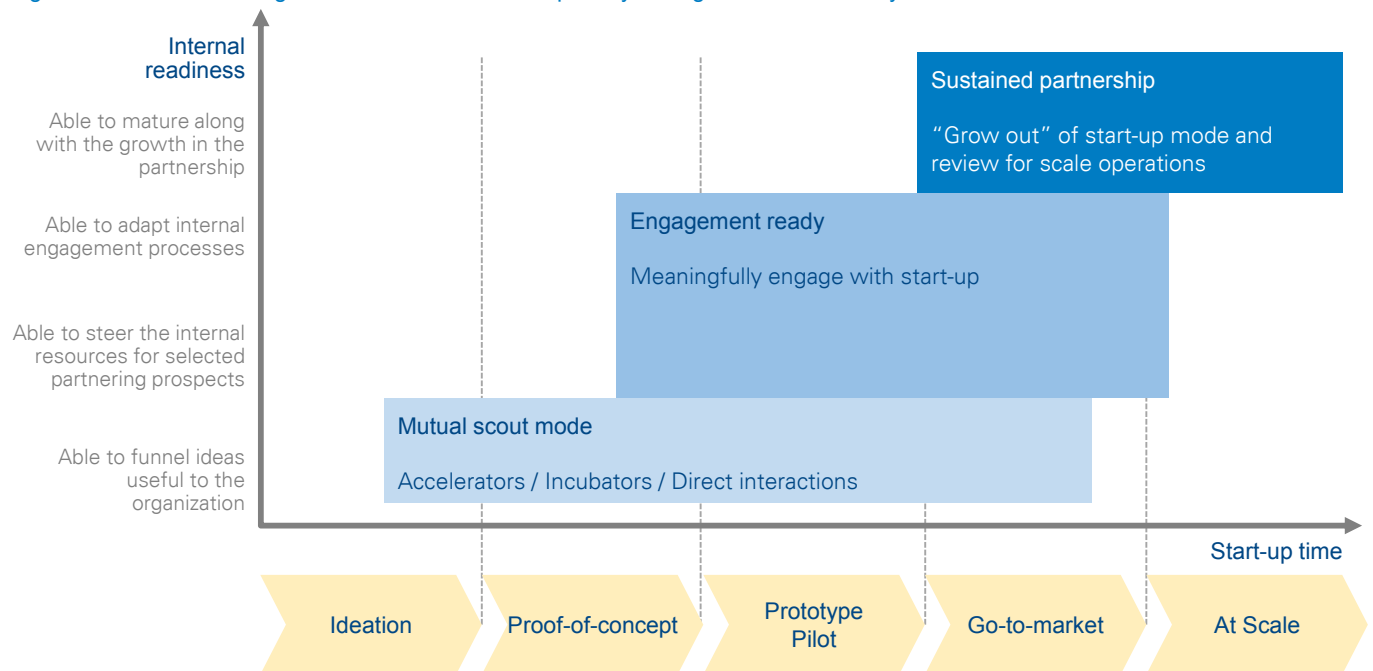 Internal
readiness
Able to mature along
with the growth in the
partnership
Able to adapt internal
engagement processes
Able to steer the internal
resources for selected
partnering prospects
Able to funnel ideas
useful to the
organization
Sustained partnership
“Grow out” of start-up mode and
review for scale operations
Engagement ready
Meaningfully engage with start-up
Mutual scout mode
Accelerators / Incubators / Direct interactions
Start-up time
Ideation
Proof-of-concept
Prototype
Pilot
Go-to-market
At Scale